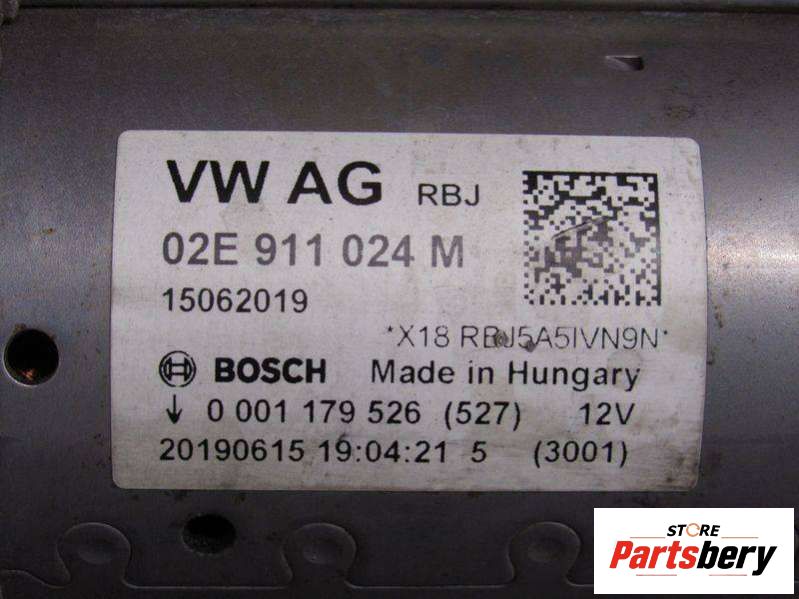 VW AG RBJ
02E 911 024 M
15062019
*X18 RBJ5A5IVN9N*
BOSCH Made in Hungary
↓ 0 001 179 526 (527) 12V
20190615 19:04:21 5 (3001)
STORE
Partsbery